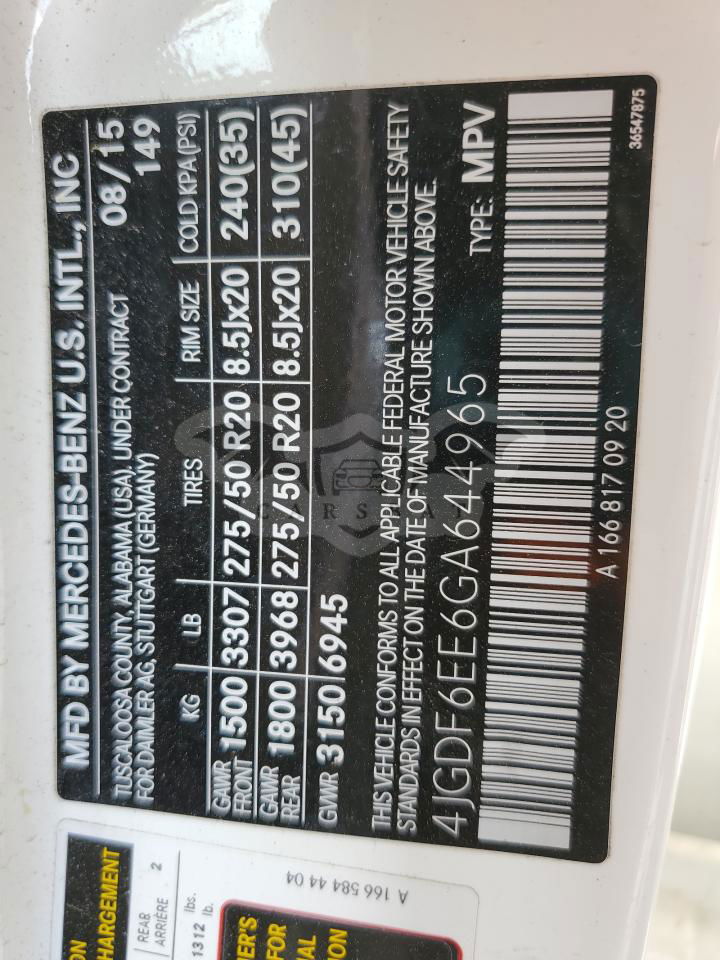 MFD BY MERCEDES-BENZ U.S. INTL., INC
TUSCALOOSA COUNTY, ALABAMA (USA), UNDER CONTRACT 08/15
FOR DAIMLER AG, STUTTGART (GERMANY) 149
KG LB TIRES RIM SIZE COLD KPA(PSI)
GAWR FRONT 1500 3307 275/50 R20 8.5Jx20 240(35)
GAWR REAR 1800 3968 275/50 R20 8.5Jx20 310(45)
GVWR 3150 6945
THIS VEHICLE CONFORMS TO ALL APPLICABLE FEDERAL MOTOR VEHICLE SAFETY
STANDARDS IN EFFECT ON THE DATE OF MANUFACTURE SHOWN ABOVE.
4JGDF6EE6GA644965 TYPE: MPV
A 166 817 09 20
36547875
HARGEMENT
REAR
ARRIÈRE 2
lbs.
1312 lb.
A 166 584 44 04
ER'S
FOR